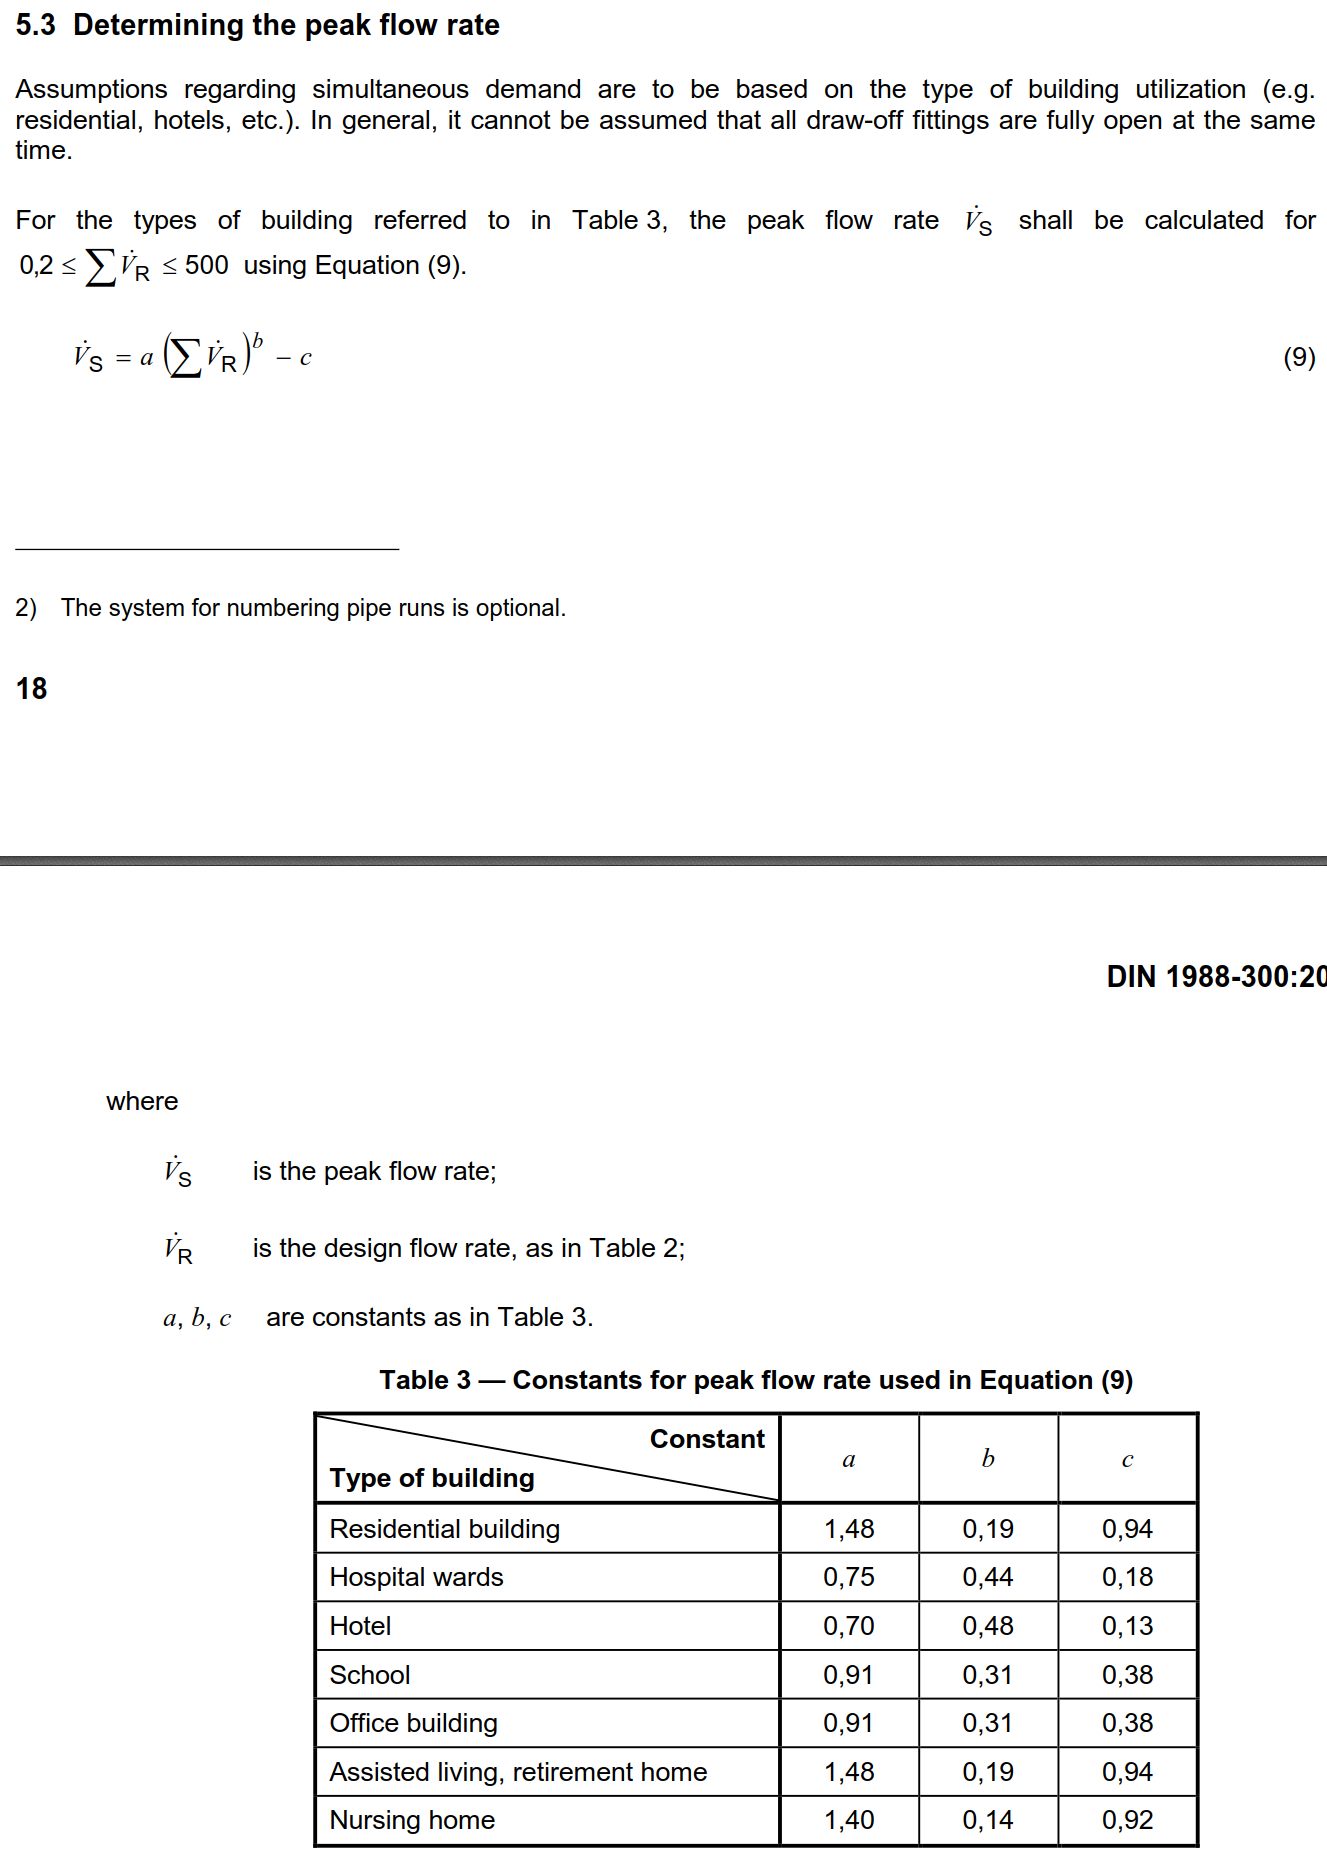 5.3 Determining the peak flow rate
Assumptions regarding simultaneous demand are to be based on the type of building utilization (e.g.
residential, hotels, etc.). In general, it cannot be assumed that all draw-off fittings are fully open at the same
time.
For the types of building referred to in Table 3, the peak flow rate V̇S shall be calculated for
0,2 ≤ ∑ V̇R ≤ 500 using Equation (9).
V̇S = a (∑ V̇R)^b − c (9)
2) The system for numbering pipe runs is optional.
18
DIN 1988-300:20
where
V̇S is the peak flow rate;
V̇R is the design flow rate, as in Table 2;
a, b, c are constants as in Table 3.
Table 3 — Constants for peak flow rate used in Equation (9)
Constant
Type of building a b c
Residential building 1,48 0,19 0,94
Hospital wards 0,75 0,44 0,18
Hotel 0,70 0,48 0,13
School 0,91 0,31 0,38
Office building 0,91 0,31 0,38
Assisted living, retirement home 1,48 0,19 0,94
Nursing home 1,40 0,14 0,92